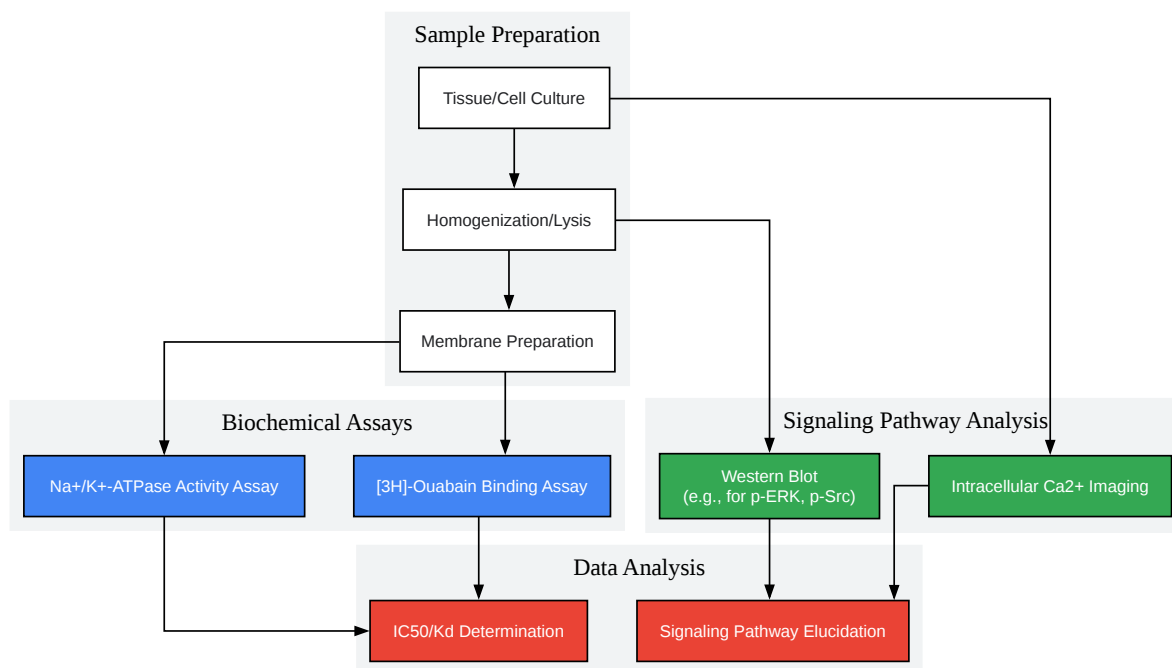 Sample Preparation
Tissue/Cell Culture
Homogenization/Lysis
Membrane Preparation
Biochemical Assays
Signaling Pathway Analysis
Na+/K+-ATPase Activity Assay
[3H]-Ouabain Binding Assay
Western Blot
(e.g., for p-ERK, p-Src)
Intracellular Ca2+ Imaging
Data Analysis
IC50/Kd Determination
Signaling Pathway Elucidation